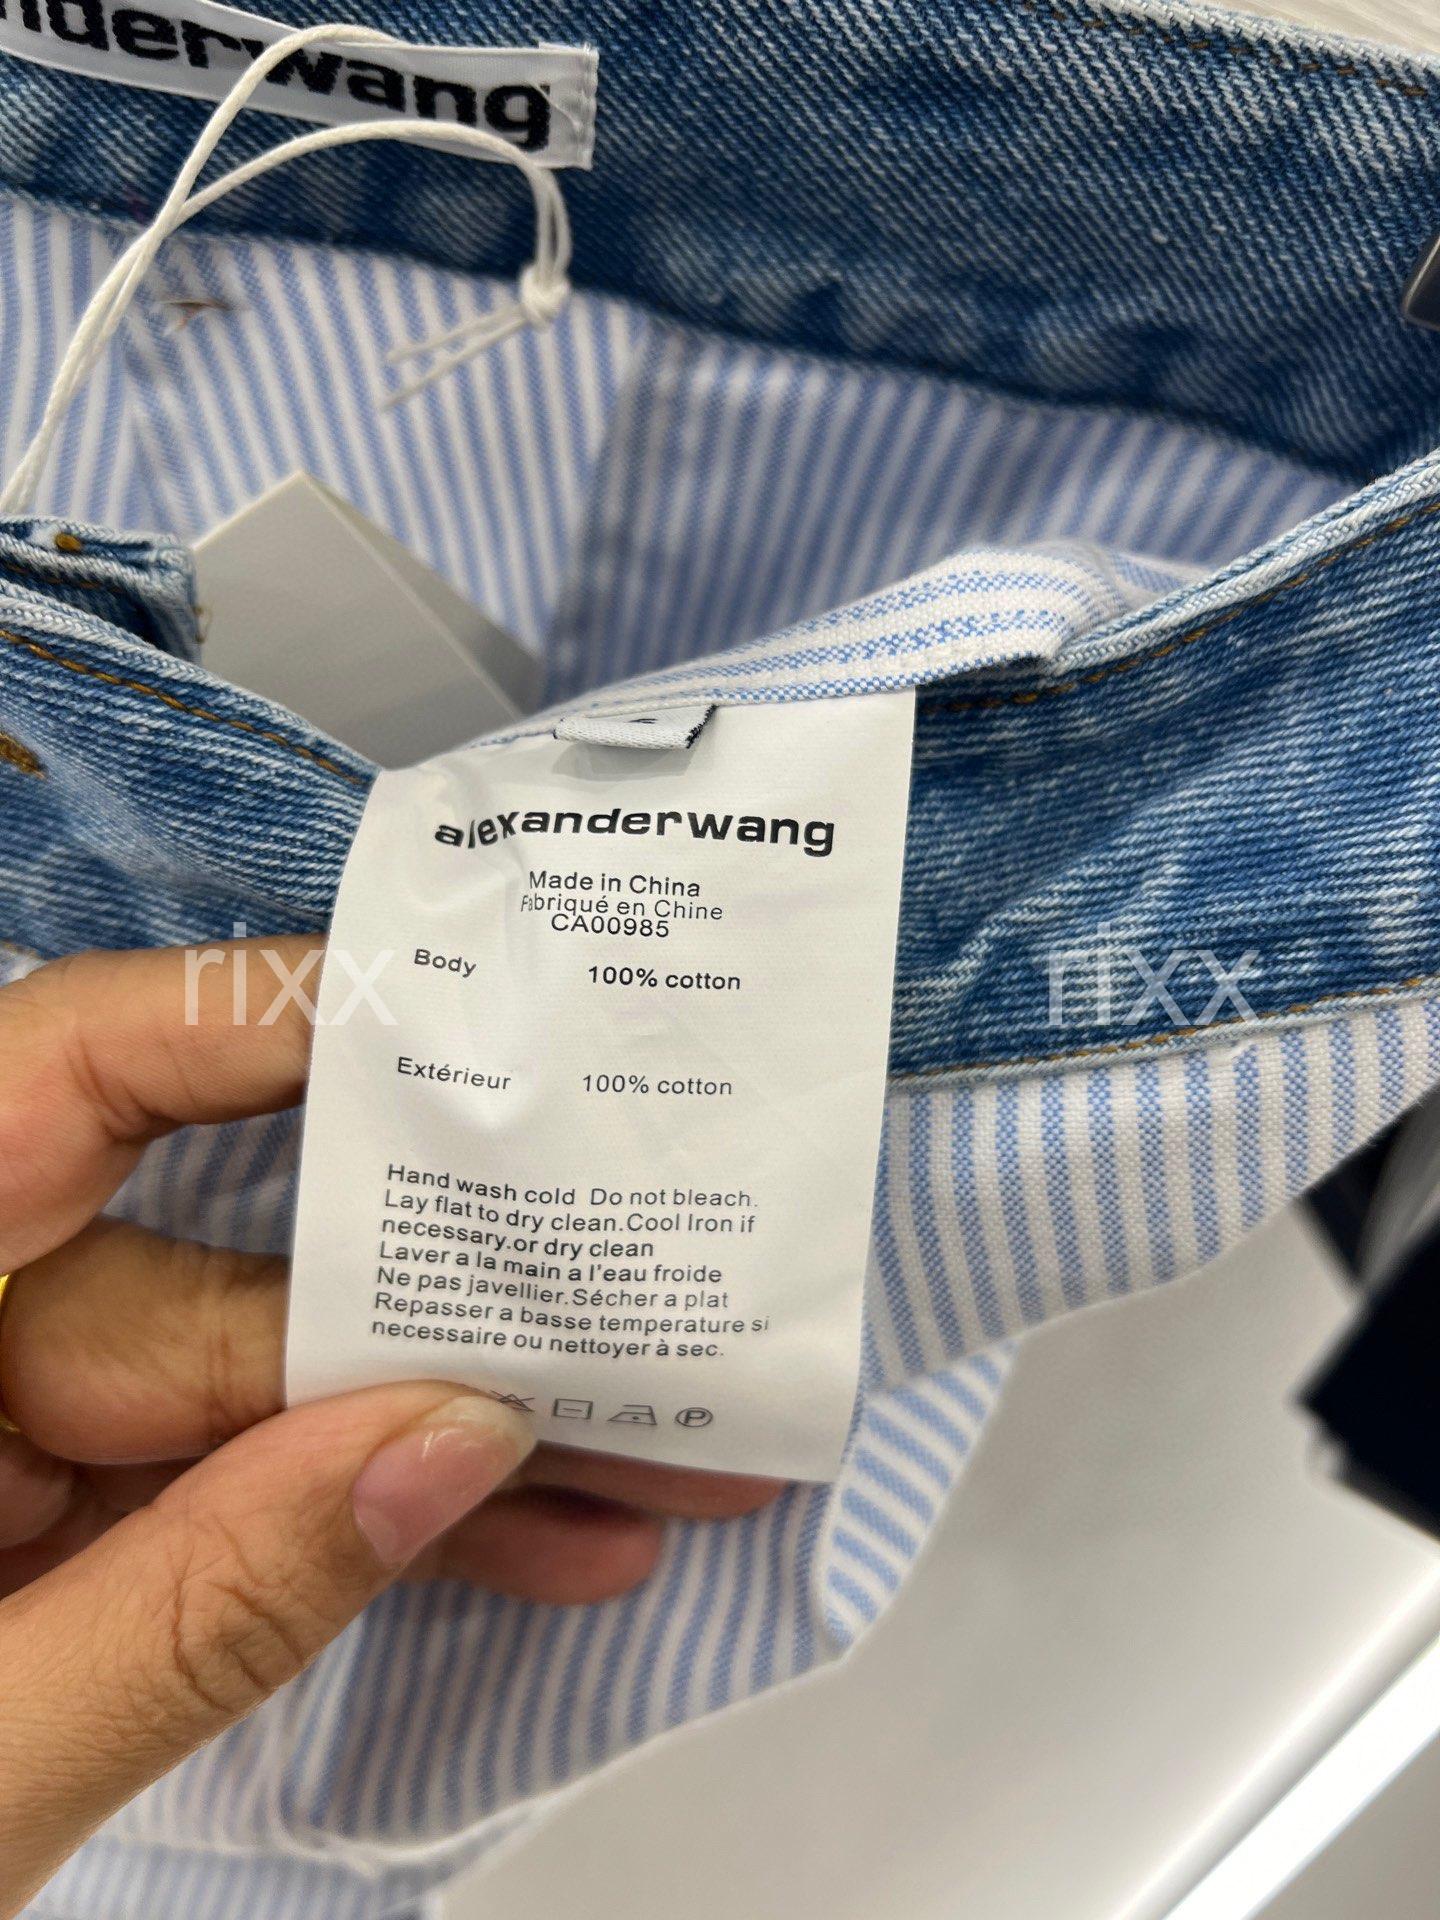 nderwang
alexanderwang
Made in China
Fabriqué en Chine
CA00985
Body 100% cotton
rixx rixx
Extérieur 100% cotton
Hand wash cold Do not bleach.
Lay flat to dry clean.Cool Iron if
necessary.or dry clean
Laver a la main a l'eau froide
Ne pas javellier.Sécher a plat
Repasser a basse temperature si
necessaire ou nettoyer à sec.
P